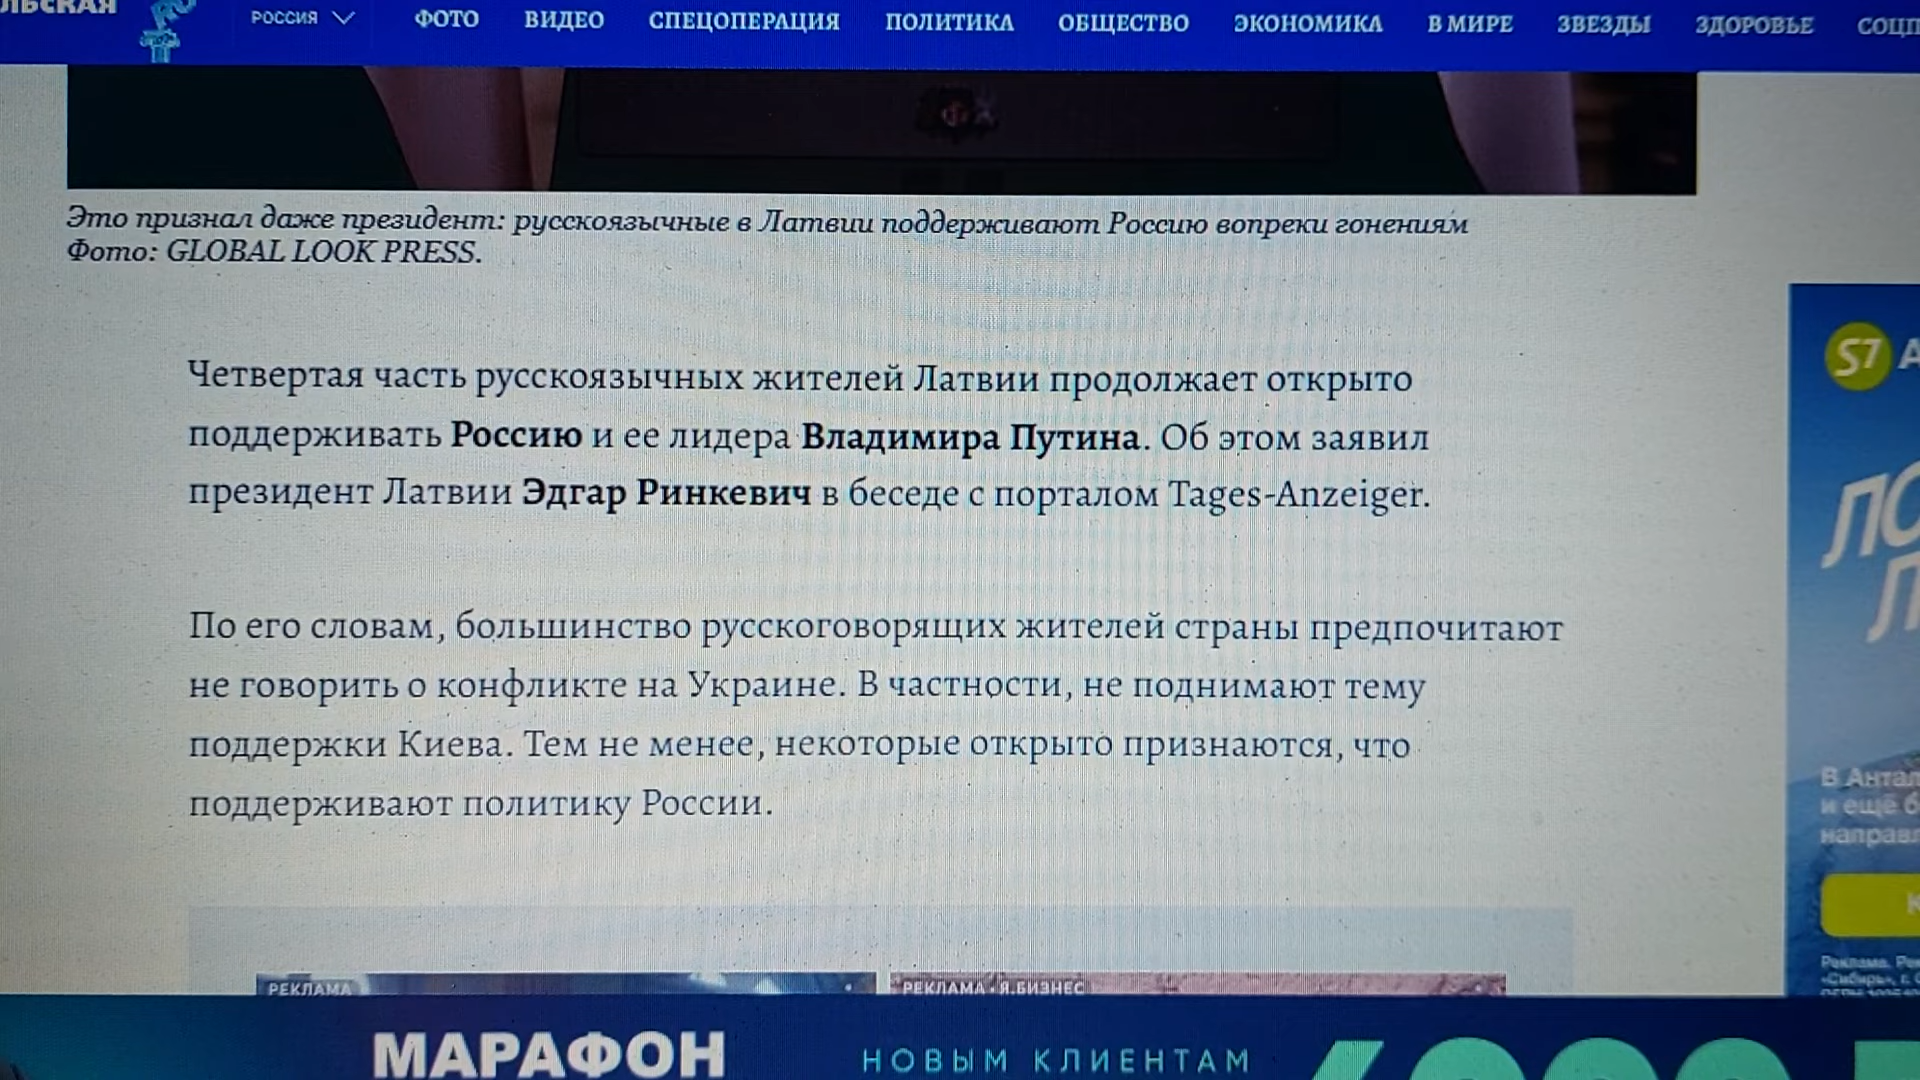 РОССИЯ ФОТО ВИДЕО СПЕЦОПЕРАЦИЯ ПОЛИТИКА ОБЩЕСТВО ЭКОНОМИКА В МИРЕ ЗВЕЗДЫ ЗДОРОВЬЕ
Это признал даже президент: русскоязычные в Латвии поддерживают Россию вопреки гонениям
Фото: GLOBAL LOOK PRESS.
Четвертая часть русскоязычных жителей Латвии продолжает открыто
поддерживать Россию и ее лидера Владимира Путина. Об этом заявил
президент Латвии Эдгар Ринкевич в беседе с порталом Tages-Anzeiger.
По его словам, большинство русскоговорящих жителей страны предпочитают
не говорить о конфликте на Украине. В частности, не поднимают тему
поддержки Киева. Тем не менее, некоторые открыто признаются, что
поддерживают политику России.
S7
и ещё
Реклама.
РЕКЛАМА
РЕКЛАМА • Я.БИЗНЕС
МАРАФОН
НОВЫМ КЛИЕНТАМ